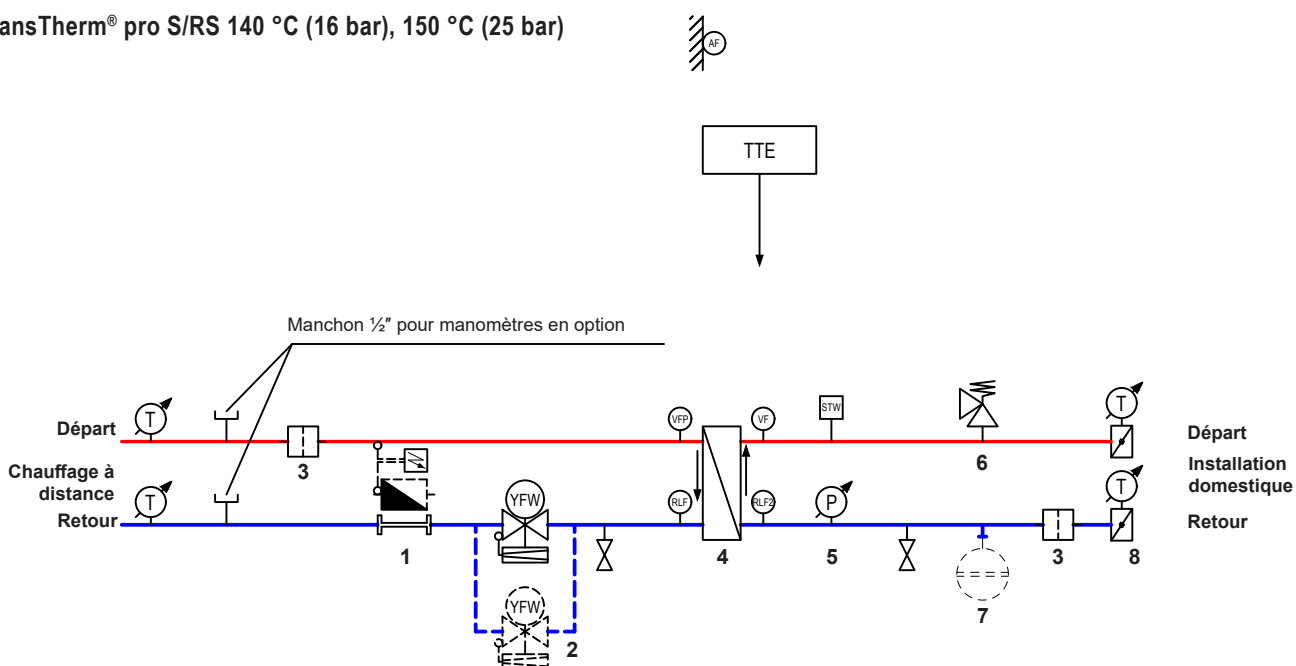 ansTherm® pro S/RS 140 °C (16 bar), 150 °C (25 bar)
AF
TTE
Manchon ½″ pour manomètres en option
T
VFP
VF
STW
T
Départ
Départ
3
6
Chauffage à
distance
Installation
domestique
T
YFW
RLF
RLF2
P
T
Retour
Retour
1
4
5
3
8
YFW
7
2